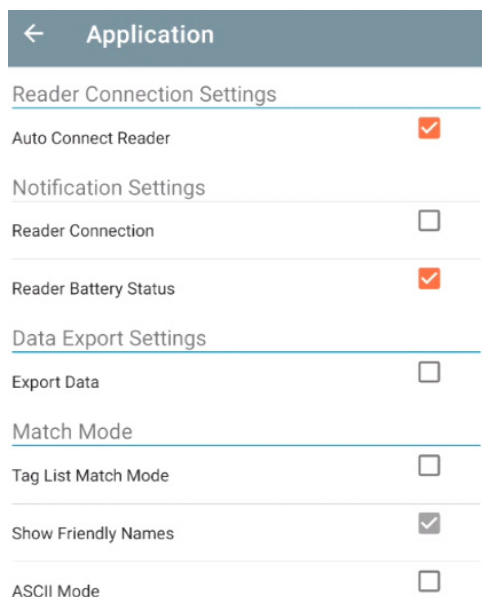 Application
Reader Connection Settings
Auto Connect Reader
Notification Settings
Reader Connection
Reader Battery Status
Data Export Settings
Export Data
Match Mode
Tag List Match Mode
Show Friendly Names
ASCII Mode